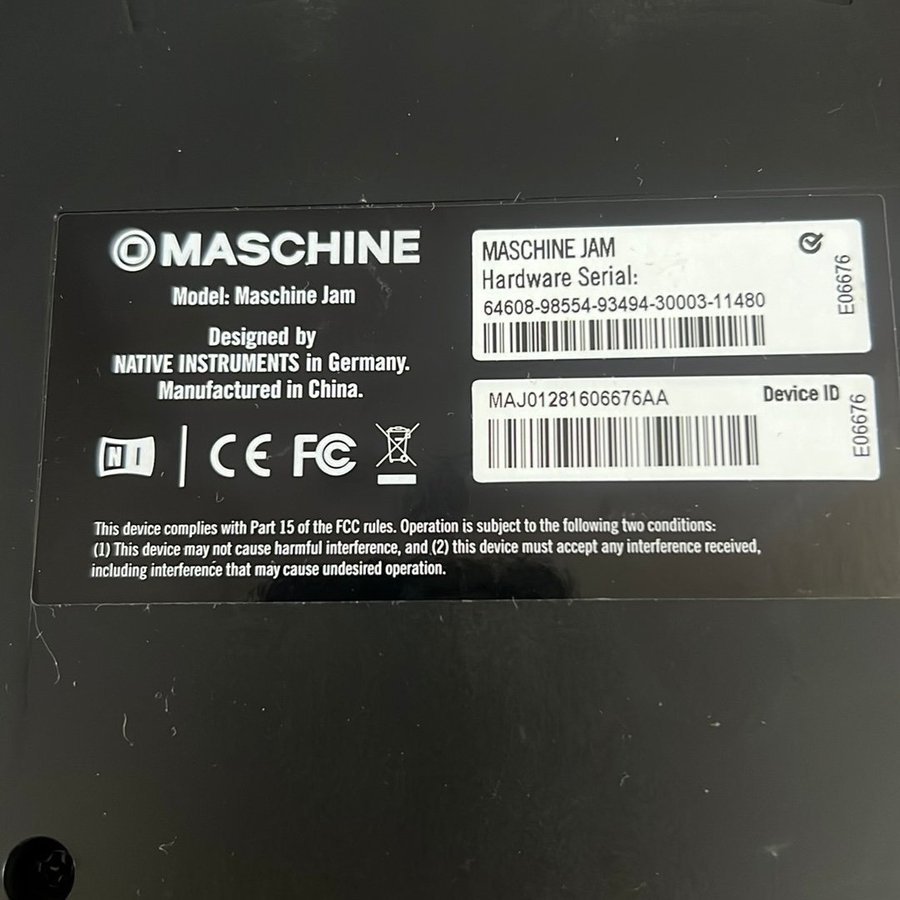 MASCHINE
Model: Maschine Jam
Designed by
NATIVE INSTRUMENTS in Germany.
Manufactured in China.
N I
CE FC
MASCHINE JAM
Hardware Serial:
64608-98554-93494-30003-11480
E06676
MAJ01281606676AA Device ID
E06676
This device complies with Part 15 of the FCC rules. Operation is subject to the following two conditions:
(1) This device may not cause harmful interference, and (2) this device must accept any interference received,
including interference that may cause undesired operation.